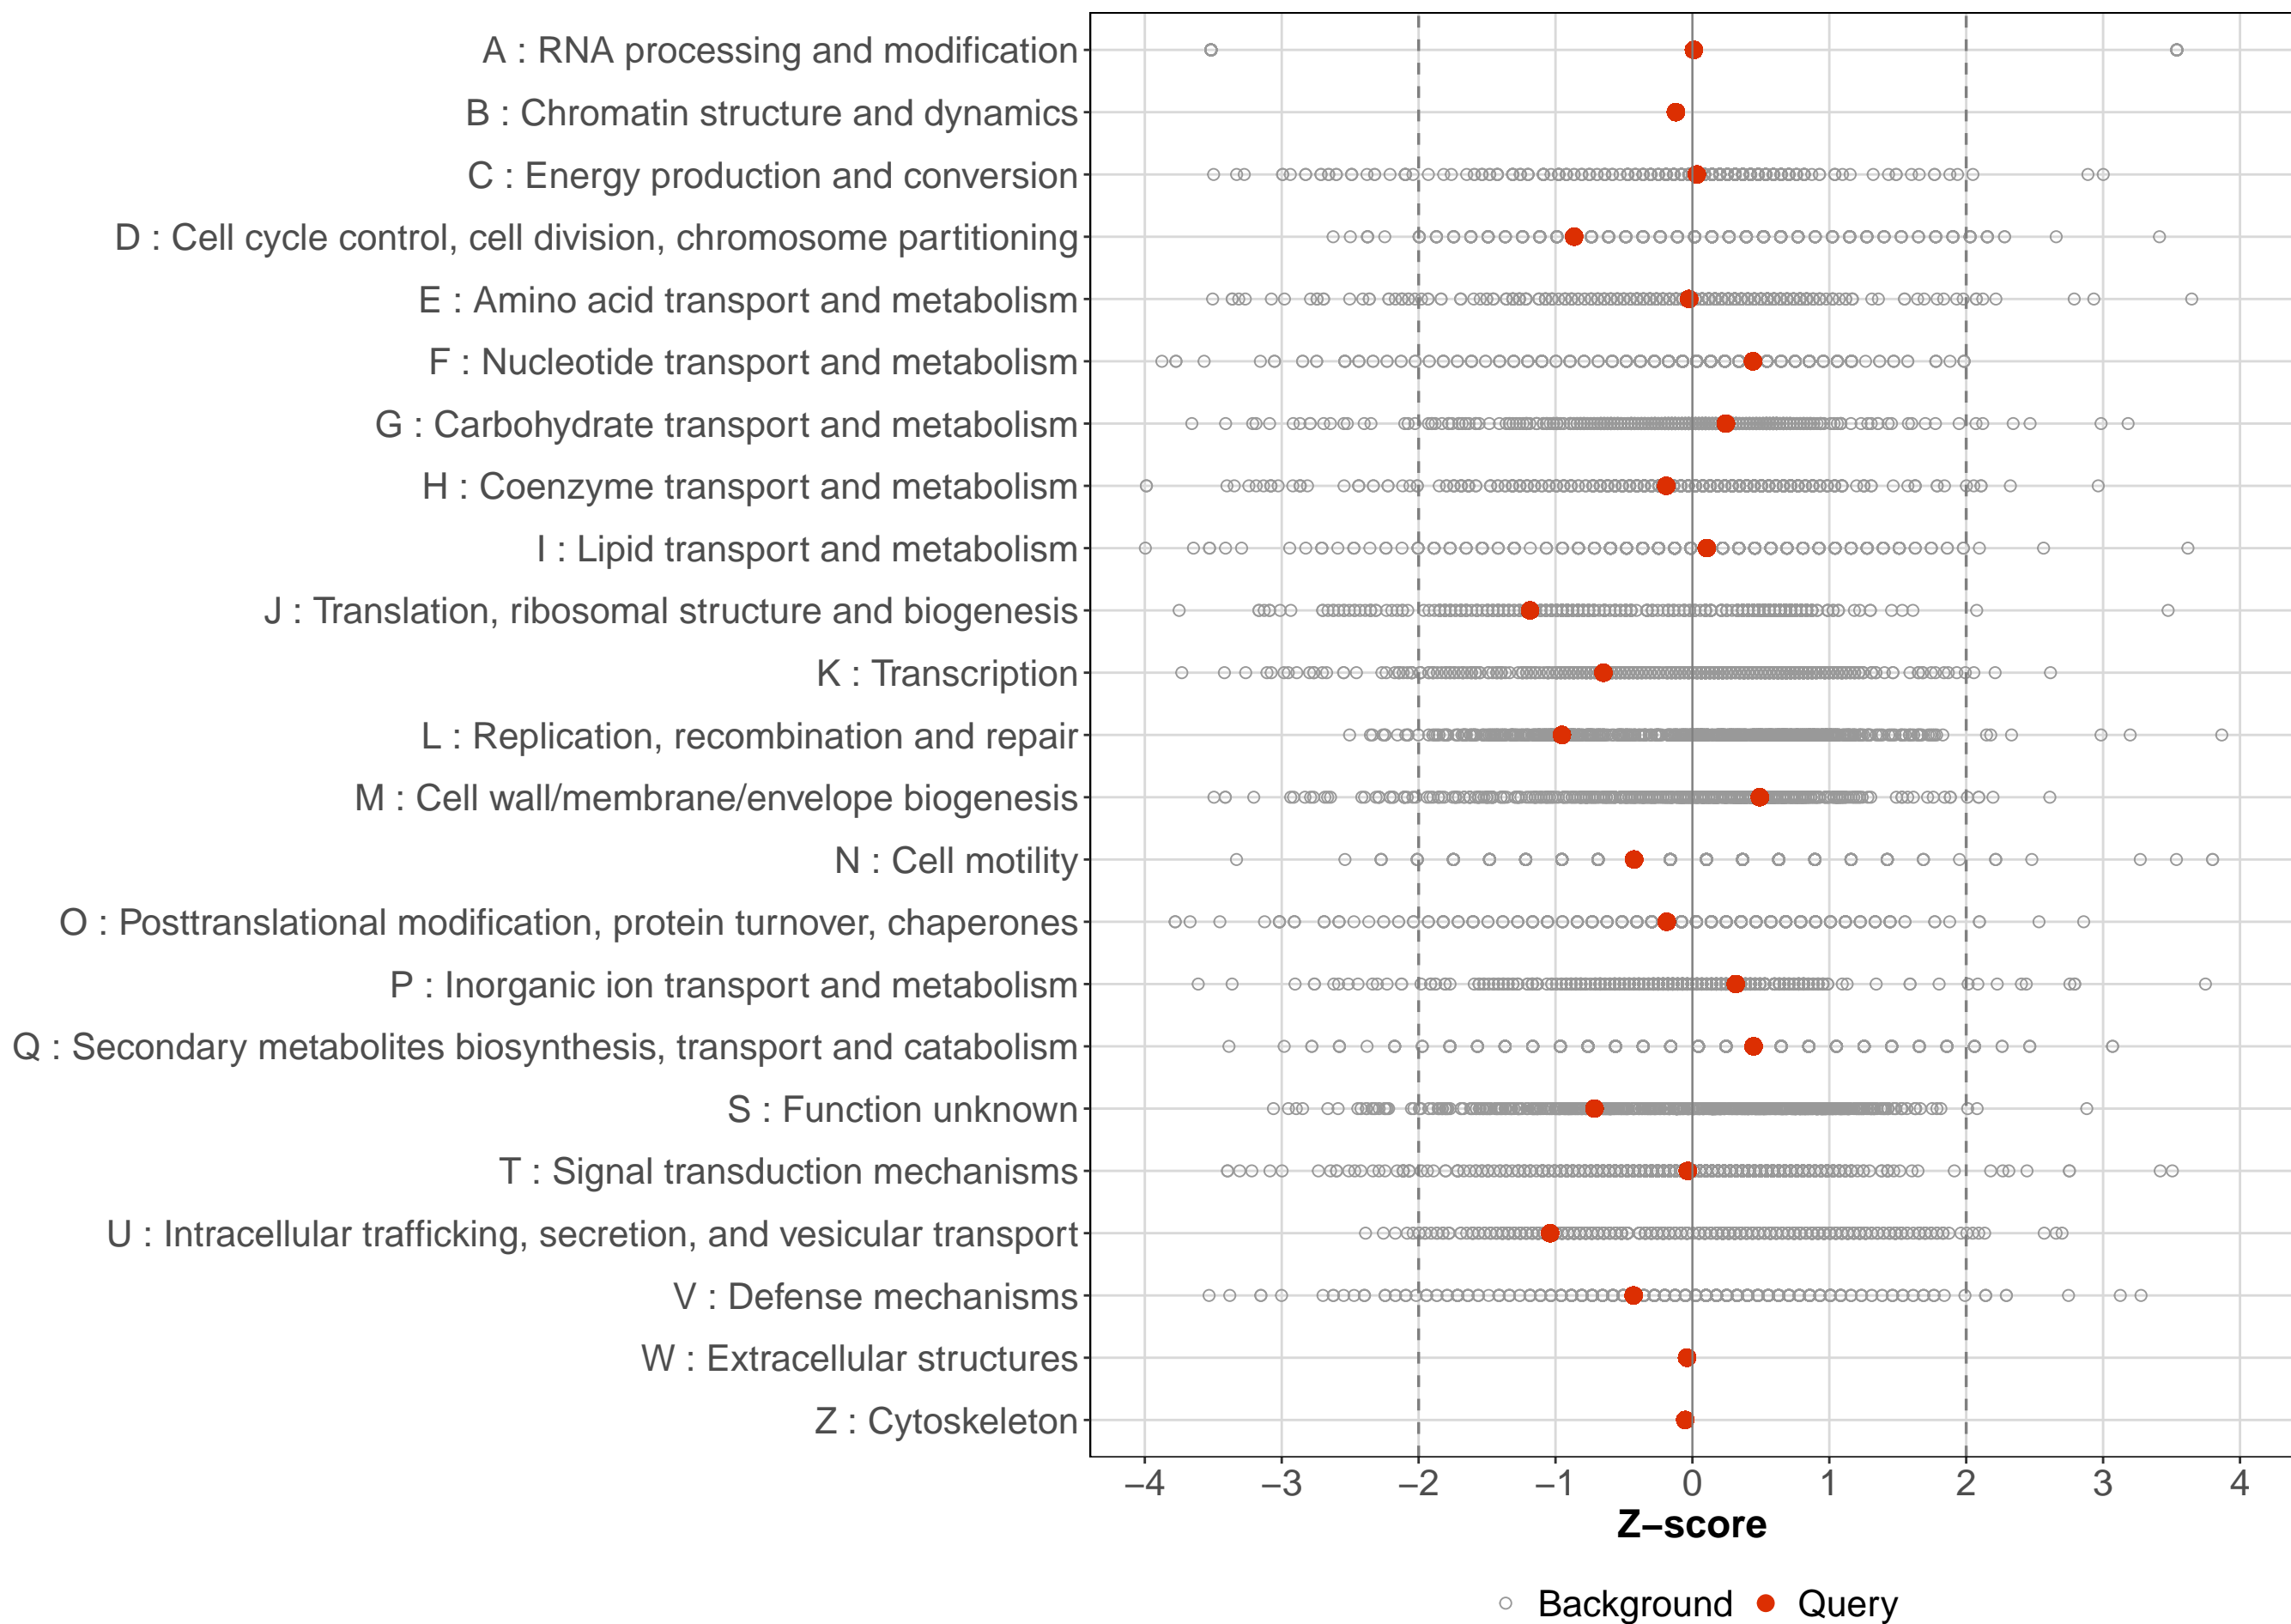 A : RNA processing and modification
B : Chromatin structure and dynamics
C : Energy production and conversion
D : Cell cycle control, cell division, chromosome partitioning
E : Amino acid transport and metabolism
F : Nucleotide transport and metabolism
G : Carbohydrate transport and metabolism
H : Coenzyme transport and metabolism
I : Lipid transport and metabolism
J : Translation, ribosomal structure and biogenesis
K : Transcription
L : Replication, recombination and repair
M : Cell wall/membrane/envelope biogenesis
N : Cell motility
O : Posttranslational modification, protein turnover, chaperones
P : Inorganic ion transport and metabolism
Q : Secondary metabolites biosynthesis, transport and catabolism
S : Function unknown
T : Signal transduction mechanisms
U : Intracellular trafficking, secretion, and vesicular transport
V : Defense mechanisms
W : Extracellular structures
Z : Cytoskeleton
−4 −3 −2 −1 0 1 2 3 4
Z−score
Background Query